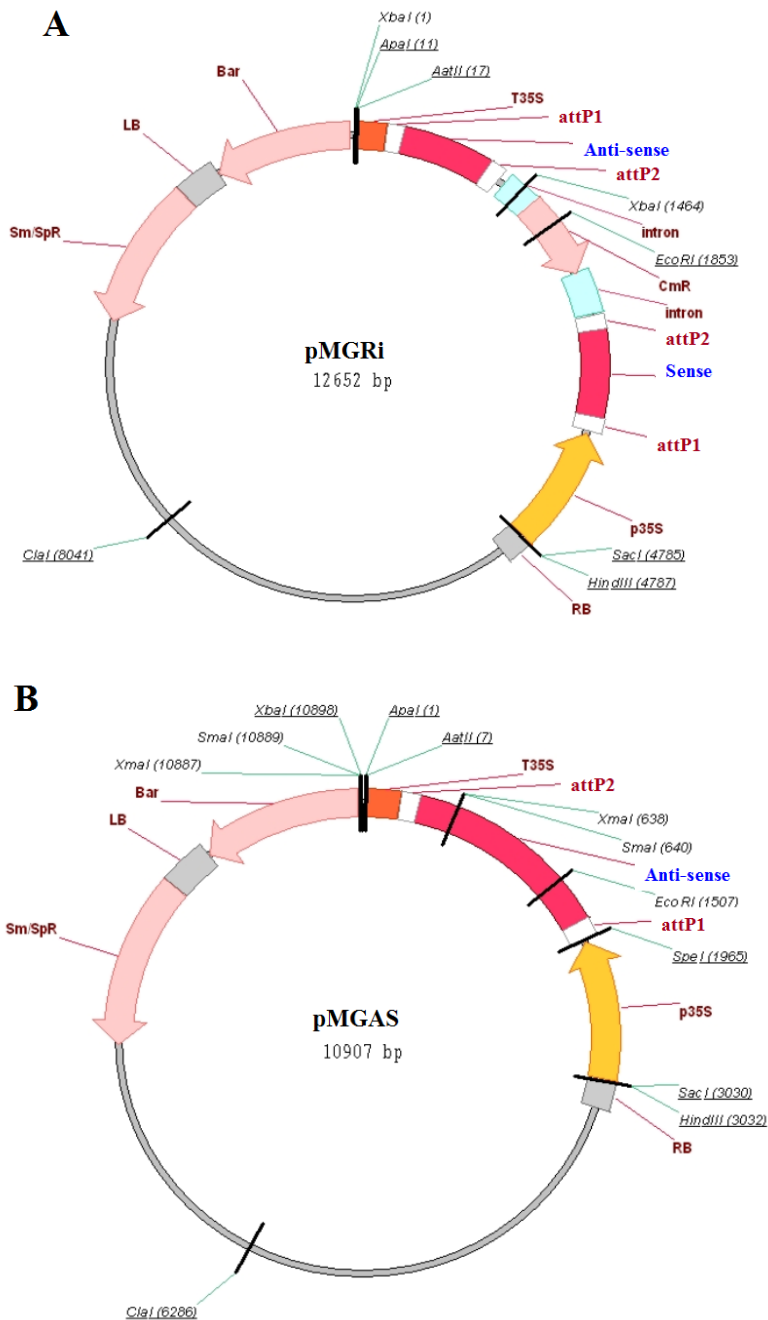 A
XbaI (1)
ApaI (11)
AatII (17)
Bar
T35S
attP1
LB
Anti-sense
attP2
XbaI (1464)
Sm/SpR
intron
EcoRI (1853)
CmR
intron
attP2
pMGRi
12652 bp
Sense
attP1
p35S
ClaI (8041)
SacI (4785)
HindIII (4787)
RB
B
XbaI (10898)
ApaI (1)
SmaI (10889)
AatII (7)
XmaI (10887)
T35S
Bar
attP2
LB
XmaI (638)
SmaI (640)
Anti-sense
EcoRI (1507)
Sm/SpR
attP1
SpeI (1965)
pMGAS
10907 bp
p35S
SacI (3030)
HindIII (3032)
RB
ClaI (6286)